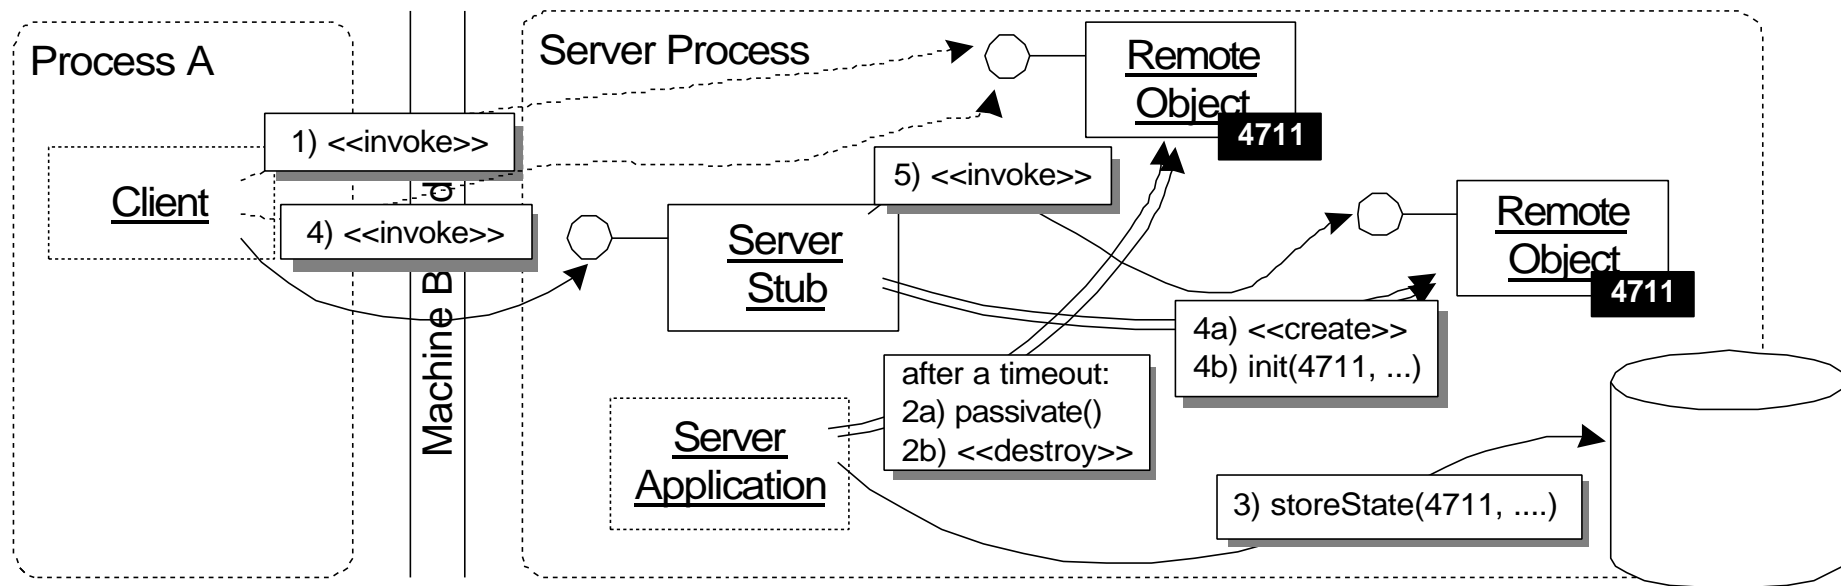 Process A
Server Process
Remote
Object
4711
1) <<invoke>>
Client
4) <<invoke>>
Machine B
5) <<invoke>>
Server
Stub
Remote
Object
4711
4a) <<create>>
4b) init(4711, ...)
after a timeout:
2a) passivate()
2b) <<destroy>>
Server
Application
3) storeState(4711, ....)